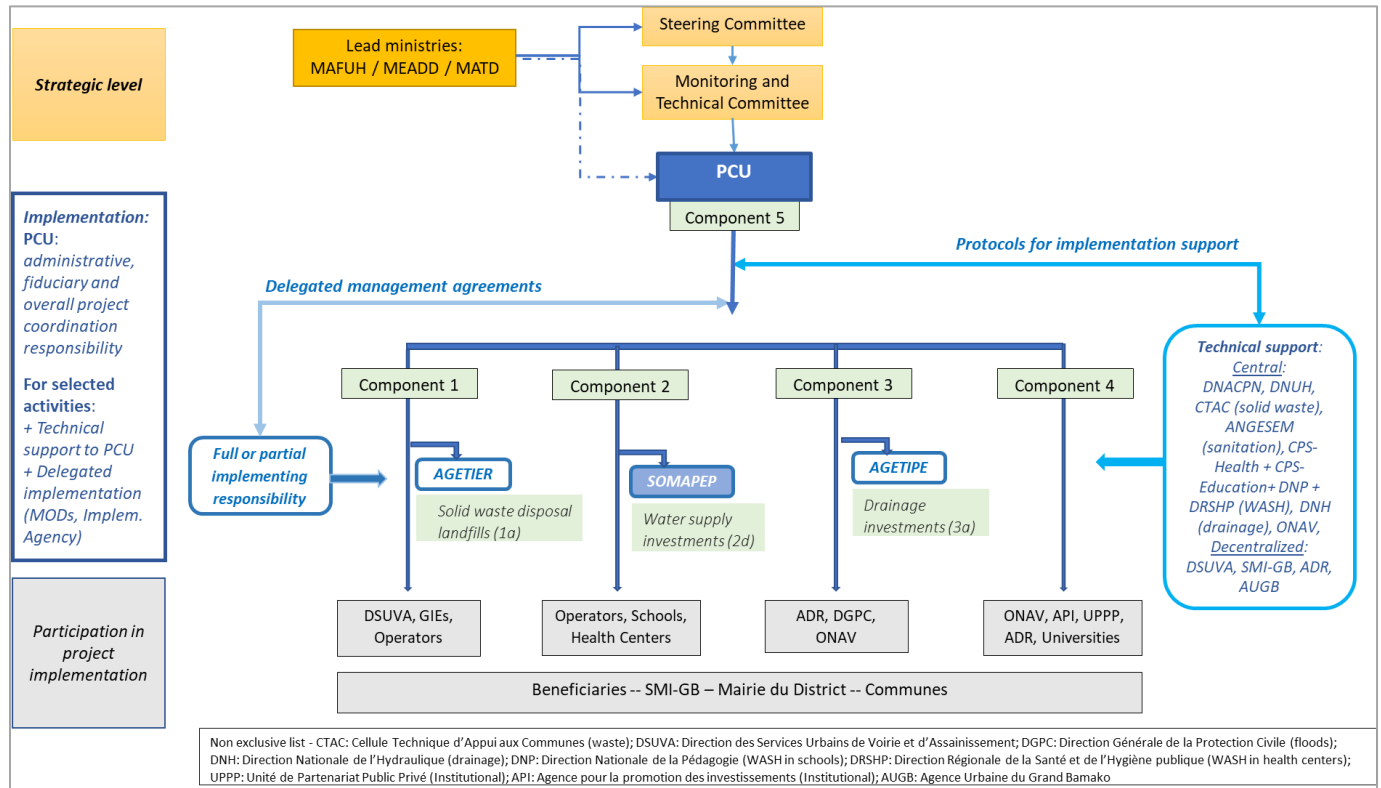 Strategic level
Lead ministries:
MAFUH / MEADD / MATD
Steering Committee
Monitoring and
Technical Committee
PCU
Component 5
Implementation:
PCU:
administrative,
fiduciary and
overall project
coordination
responsibility
For selected
activities:
+ Technical
support to PCU
+ Delegated
implementation
(MODs, Implem.
Agency)
Delegated management agreements
Protocols for implementation support
Component 1
Component 2
Component 3
Component 4
Full or partial
implementing
responsibility
AGETIER
Solid waste disposal
landfills (1a)
SOMAPEP
Water supply
investments (2d)
AGETIPE
Drainage
investments (3a)
Technical support:
Central:
DNACPN, DNUH,
CTAC (solid waste),
ANGESEM
(sanitation), CPS-
Health + CPS-
Education+ DNP +
DRSHP (WASH), DNH
(drainage), ONAV,
Decentralized:
DSUVA, SMI-GB, ADR,
AUGB
Participation in
project
implementation
DSUVA, GIEs,
Operators
Operators, Schools,
Health Centers
ADR, DGPC,
ONAV
ONAV, API, UPPP,
ADR, Universities
Beneficiaries -- SMI-GB – Mairie du District -- Communes
Non exclusive list - CTAC: Cellule Technique d’Appui aux Communes (waste); DSUVA: Direction des Services Urbains de Voirie et d’Assainissement; DGPC: Direction Générale de la Protection Civile (floods);
DNH: Direction Nationale de l’Hydraulique (drainage); DNP: Direction Nationale de la Pédagogie (WASH in schools); DRSHP: Direction Régionale de la Santé et de l’Hygiène publique (WASH in health centers);
UPPP: Unité de Partenariat Public Privé (Institutional); API: Agence pour la promotion des investissements (Institutional); AUGB: Agence Urbaine du Grand Bamako